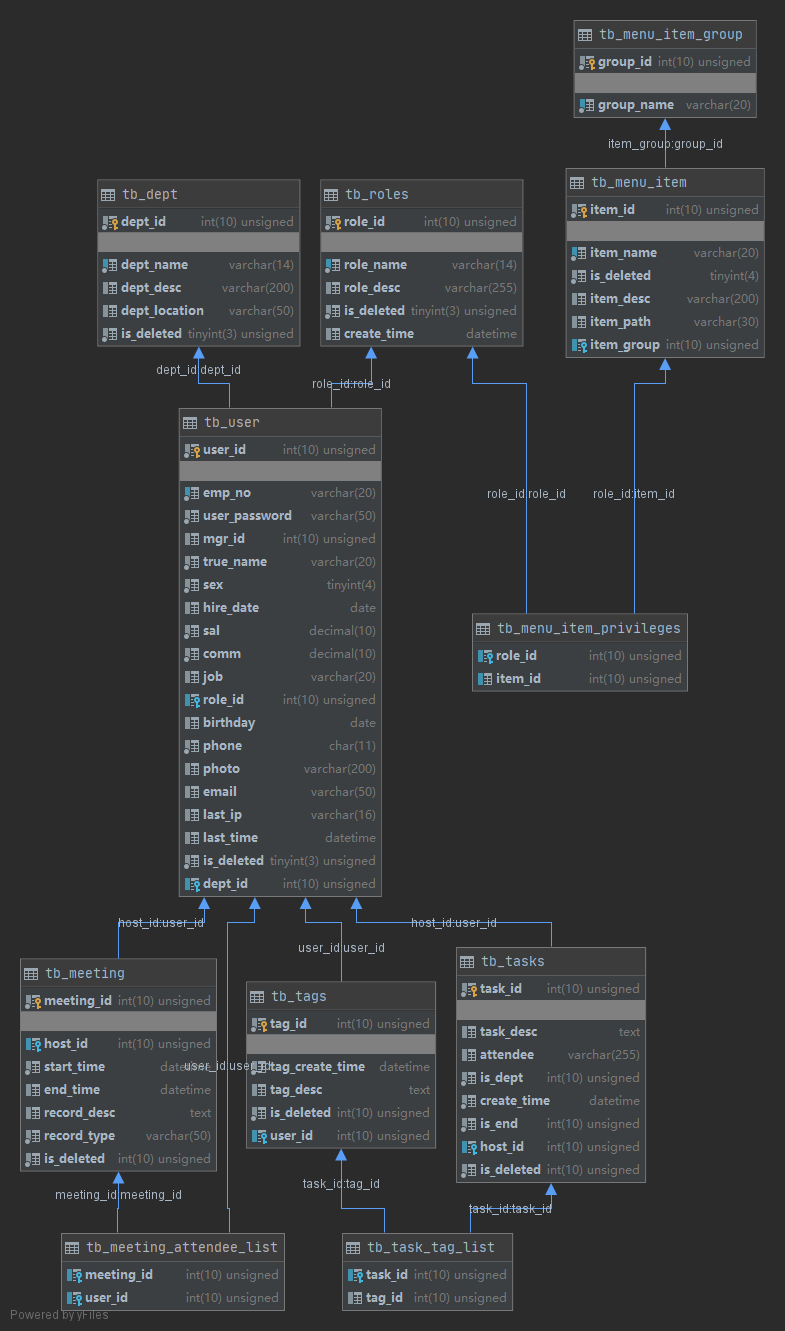 tb_menu_item_group
group_id int(10) unsigned
group_name varchar(20)
item_group:group_id
tb_menu_item
item_id int(10) unsigned
item_name varchar(20)
is_deleted tinyint(4)
item_desc varchar(200)
item_path varchar(30)
item_group int(10) unsigned
tb_dept
dept_id int(10) unsigned
dept_name varchar(14)
dept_desc varchar(200)
dept_location varchar(50)
is_deleted tinyint(3) unsigned
tb_roles
role_id int(10) unsigned
role_name varchar(14)
role_desc varchar(255)
is_deleted tinyint(3) unsigned
create_time datetime
dept_id:dept_id
role_id:role_id
tb_user
user_id int(10) unsigned
emp_no varchar(20)
user_password varchar(50)
mgr_id int(10) unsigned
true_name varchar(20)
sex tinyint(4)
hire_date date
sal decimal(10)
comm decimal(10)
job varchar(20)
role_id int(10) unsigned
birthday date
phone char(11)
photo varchar(200)
email varchar(50)
last_ip varchar(16)
last_time datetime
is_deleted tinyint(3) unsigned
dept_id int(10) unsigned
role_id:role_id
role_id:item_id
tb_menu_item_privileges
role_id int(10) unsigned
item_id int(10) unsigned
host_id:user_id
user_id:user_id
host_id:user_id
tb_meeting
meeting_id int(10) unsigned
host_id int(10) unsigned
start_time datetime
end_time datetime
record_desc text
record_type varchar(50)
is_deleted int(10) unsigned
user_id:user_id
tb_tags
tag_id int(10) unsigned
tag_create_time datetime
tag_desc text
is_deleted int(10) unsigned
user_id int(10) unsigned
tb_tasks
task_id int(10) unsigned
task_desc text
attendee varchar(255)
is_dept int(10) unsigned
create_time datetime
is_end int(10) unsigned
host_id int(10) unsigned
is_deleted int(10) unsigned
meeting_id:meeting_id
task_id:tag_id
task_id:task_id
tb_meeting_attendee_list
meeting_id int(10) unsigned
user_id int(10) unsigned
tb_task_tag_list
task_id int(10) unsigned
tag_id int(10) unsigned
Powered by yFiles